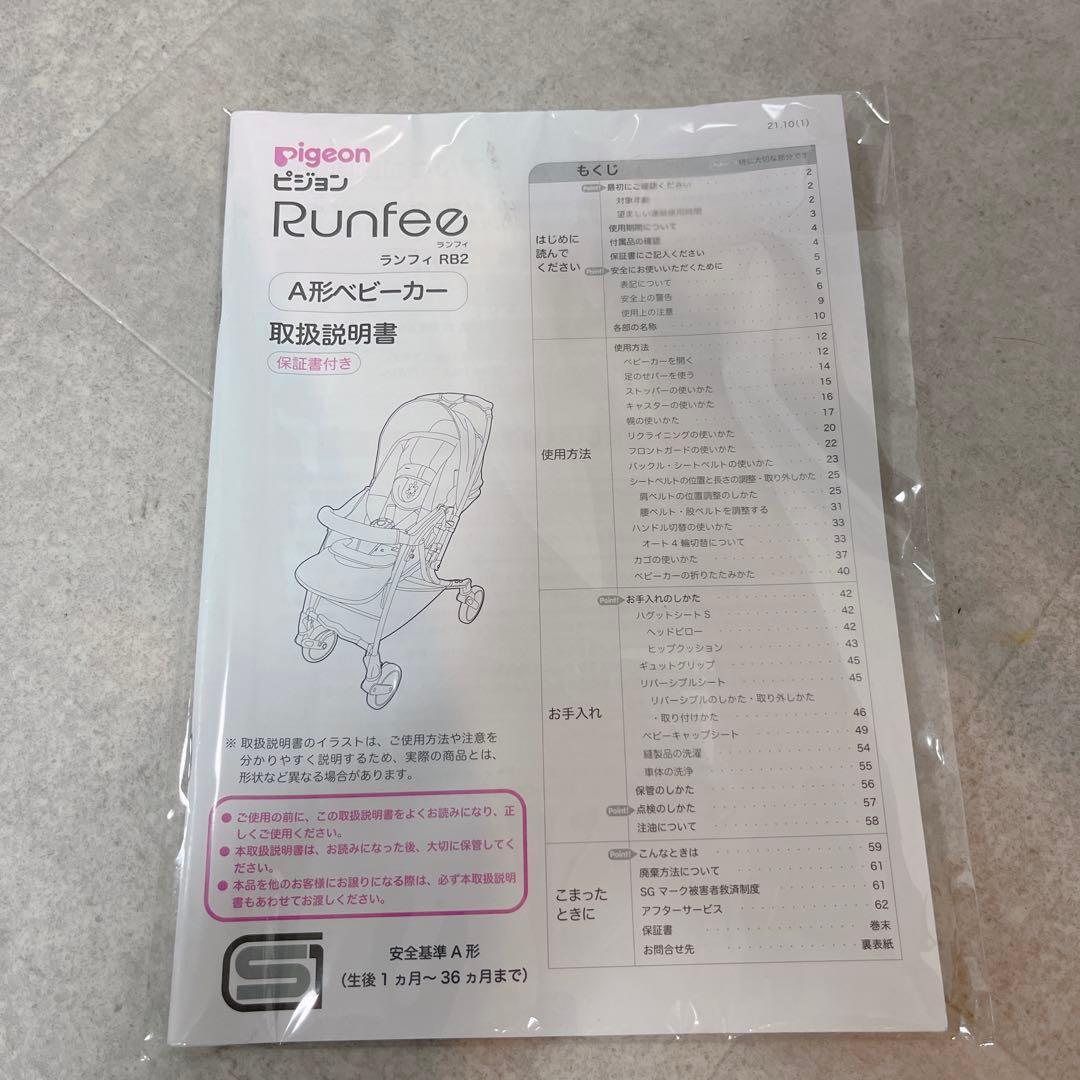 21.10(1)
pigeon
ピジョン
Runfee
ランフィ
ランフィ RB2
A形ベビーカー
取扱説明書
保証書付き
※ 取扱説明書のイラストは、ご使用方法や注意を
分かりやすく説明するため、実際の商品とは、
形状など異なる場合があります。
● ご使用の前に、この取扱説明書をよくお読みになり、正
しくご使用ください。
● 本取扱説明書は、お読みになった後、大切に保管してく
ださい。
● 本品を他のお客様にお譲りになる際は、必ず本取扱説明
書もあわせてお渡しください。
安全基準 A 形
(生後 1 ヵ月〜 36 ヵ月まで)
もくじ
特に大切な部分です
はじめに
読んで
ください
Point! 最初にご確認ください 2
対象年齢 2
望ましい連続使用時間 2
使用期間について 3
付属品の確認 4
保証書にご記入ください 4
Point! 安全にお使いいただくために 5
表記について 5
安全上の警告 6
使用上の注意 9
各部の名称 10
使用方法
使用方法 12
ベビーカーを開く 12
足のせバーを使う 14
ストッパーの使いかた 15
キャスターの使いかた 16
幌の使いかた 17
リクライニングの使いかた 20
フロントガードの使いかた 22
バックル・シートベルトの使いかた 23
シートベルトの位置と長さの調整・取り外しかた 25
肩ベルトの位置調整のしかた 25
腰ベルト・股ベルトを調整する 31
ハンドル切替の使いかた 33
オート 4 輪切替について 33
カゴの使いかた 37
ベビーカーの折りたたみかた 40
お手入れ
Point! お手入れのしかた 42
ハグットシート S 42
ヘッドピロー 42
ヒップクッション 43
ギュットグリップ 45
リバーシブルシート 45
リバーシブルのしかた・取り外しかた
・取り付けかた 46
ベビーキャップシート 49
縫製品の洗濯 54
車体の洗浄 55
保管のしかた 56
Point! 点検のしかた 57
注油について 58
こまった
ときに
Point! こんなときは 59
廃棄方法について 61
SG マーク被害者救済制度 61
アフターサービス 62
保証書 巻末
お問合せ先 裏表紙